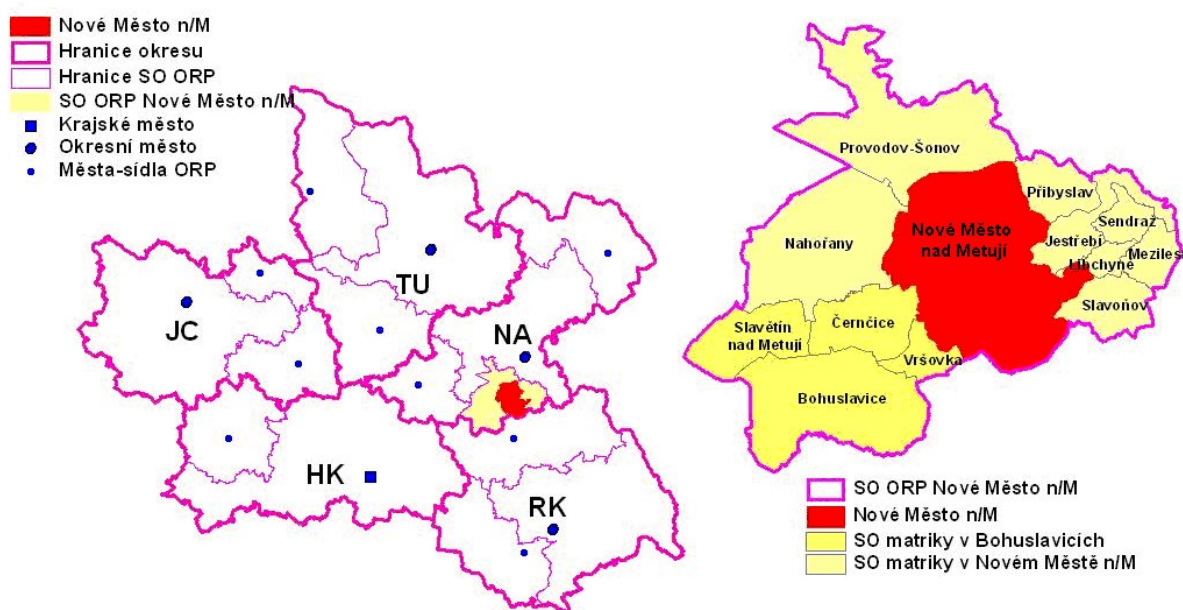 Nové Město n/M
Hranice okresu
Hranice SO ORP
SO ORP Nové Město n/M
Krajské město
Okresní město
Města-sídla ORP
TU
JC
NA
HK
RK
Provodov-Šonov
Přibyslav
Sendraž
Nové Město
nad Metují
Nahořany
Jestřebí
Mezilesí
Libchyně
Slavoňov
Slavětín
nad Metují
Černčice
Vršovka
Bohuslavice
SO ORP Nové Město n/M
Nové Město n/M
SO matriky v Bohuslavicích
SO matriky v Novém Městě n/M